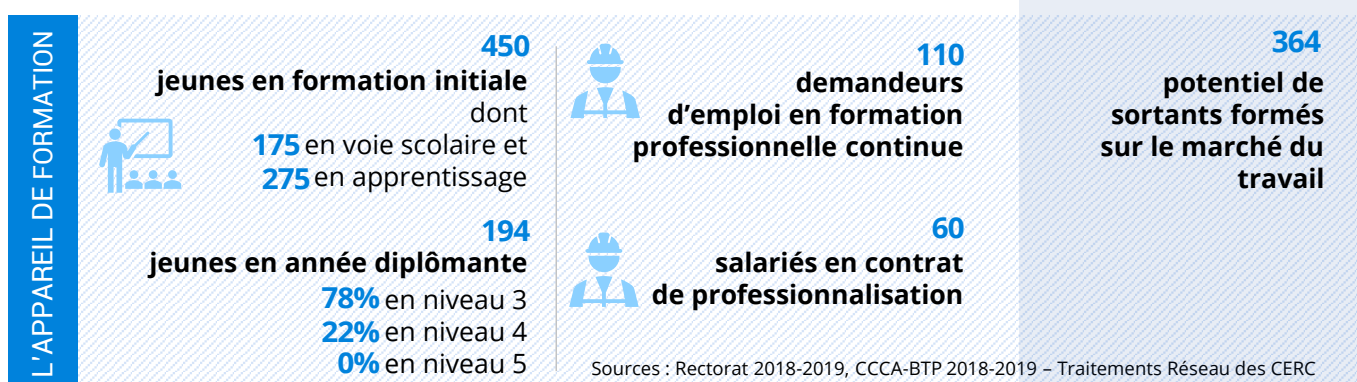 L'APPAREIL DE FORMATION
450
jeunes en formation initiale
dont
175 en voie scolaire et
275 en apprentissage
194
jeunes en année diplômante
78% en niveau 3
22% en niveau 4
0% en niveau 5
110
demandeurs
d'emploi en formation
professionnelle continue
60
salariés en contrat
de professionnalisation
364
potentiel de
sortants formés
sur le marché du
travail
Sources : Rectorat 2018-2019, CCCA-BTP 2018-2019 – Traitements Réseau des CERC